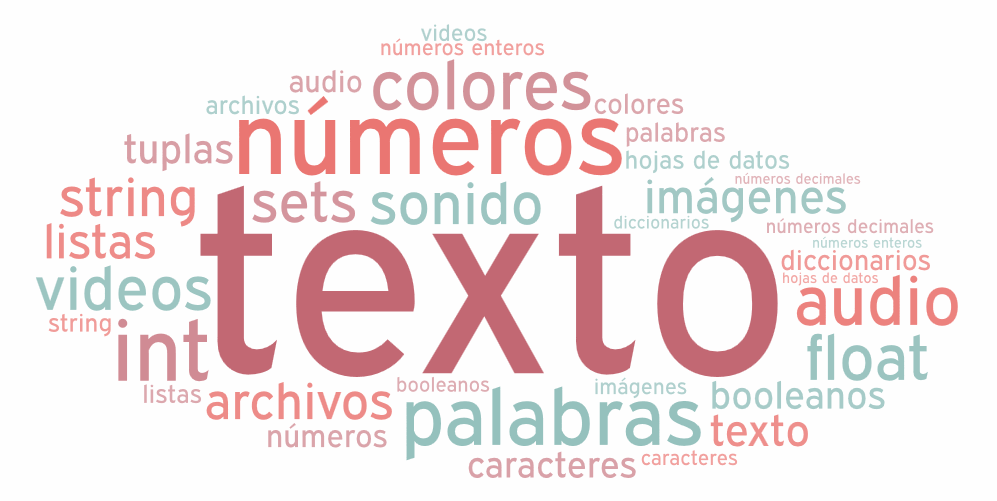 videos
números enteros
audio
colores
archivos
colores
números
palabras
tuplas
hojas de datos
números decimales
string
sets
sonido
imágenes
diccionarios
números decimales
listas
texto
números enteros
diccionarios
videos
hojas de datos
audio
string
int
float
listas
archivos
booleanos
imágenes
booleanos
palabras
números
texto
caracteres
caracteres